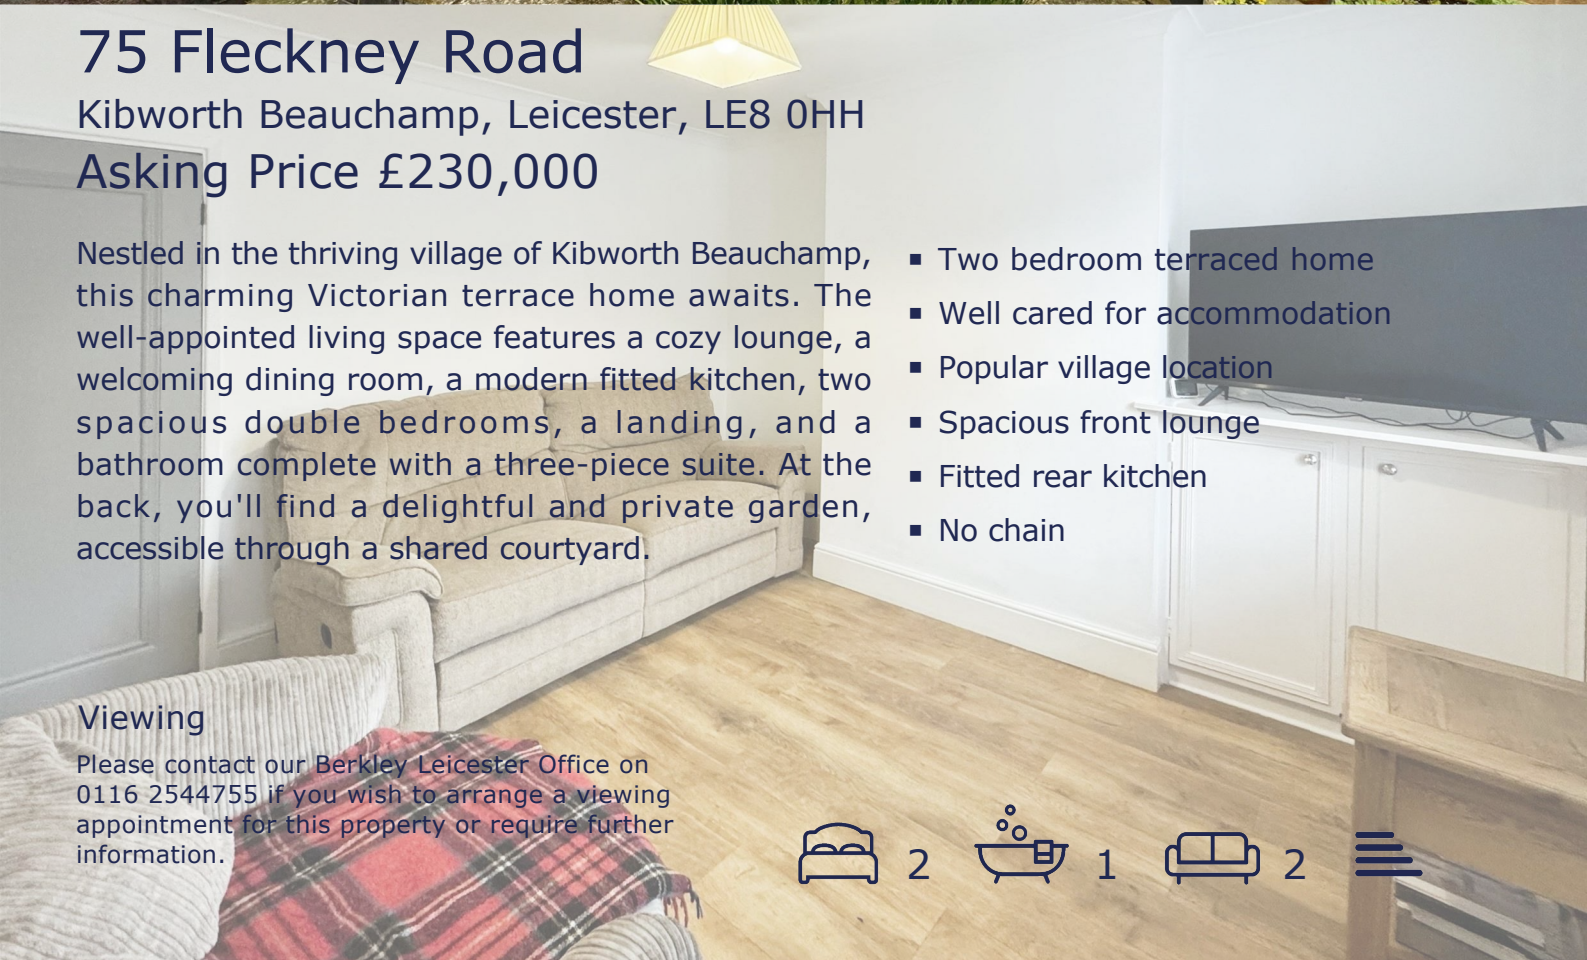 75 Fleckney Road
Kibworth Beauchamp, Leicester, LE8 0HH
Asking Price £230,000
Nestled in the thriving village of Kibworth Beauchamp,
this charming Victorian terrace home awaits. The
well-appointed living space features a cozy lounge, a
welcoming dining room, a modern fitted kitchen, two
spacious double bedrooms, a landing, and a
bathroom complete with a three-piece suite. At the
back, you'll find a delightful and private garden,
accessible through a shared courtyard.
▪ Two bedroom terraced home
▪ Well cared for accommodation
▪ Popular village location
▪ Spacious front lounge
▪ Fitted rear kitchen
▪ No chain
Viewing
Please contact our Berkley Leicester Office on
0116 2544755 if you wish to arrange a viewing
appointment for this property or require further
information.
2 1 2